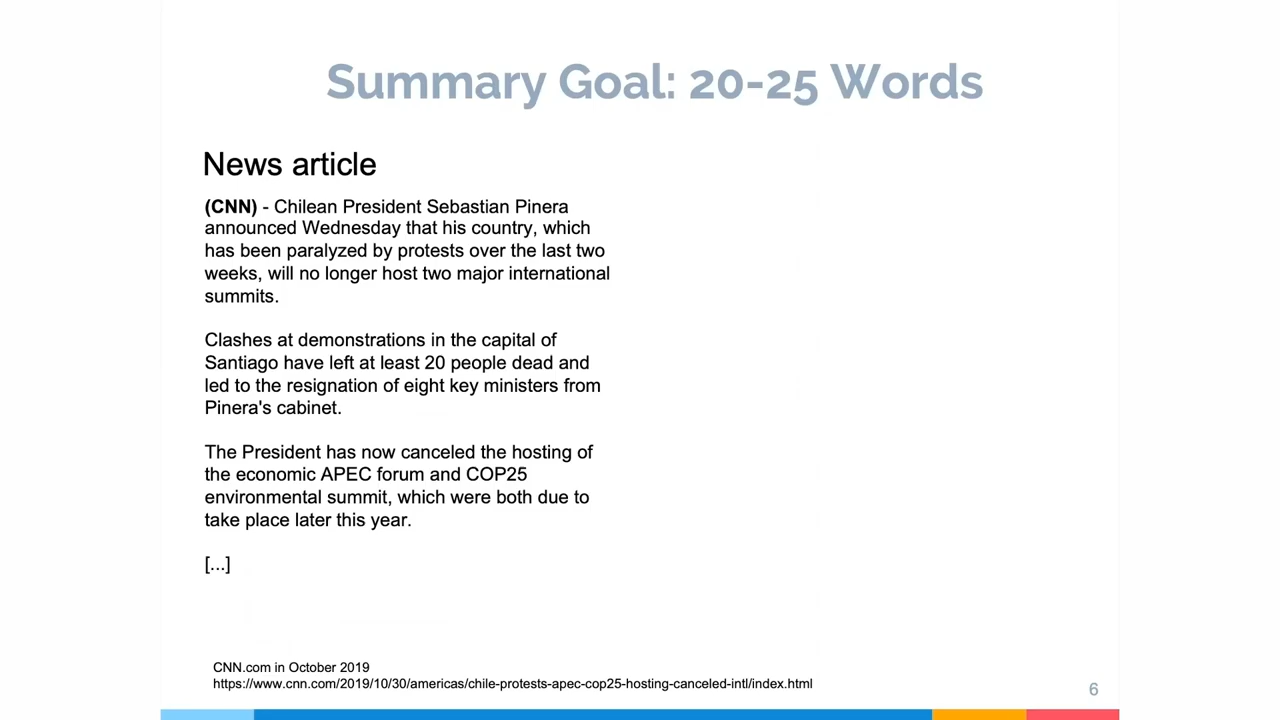 Summary Goal: 20-25 Words
News article
(CNN) - Chilean President Sebastian Pinera
announced Wednesday that his country, which
has been paralyzed by protests over the last two
weeks, will no longer host two major international
summits.
Clashes at demonstrations in the capital of
Santiago have left at least 20 people dead and
led to the resignation of eight key ministers from
Pinera's cabinet.
The President has now canceled the hosting of
the economic APEC forum and COP25
environmental summit, which were both due to
take place later this year.
[...]
CNN.com in October 2019
https://www.cnn.com/2019/10/30/americas/chile-protests-apec-cop25-hosting-canceled-intl/index.html
6